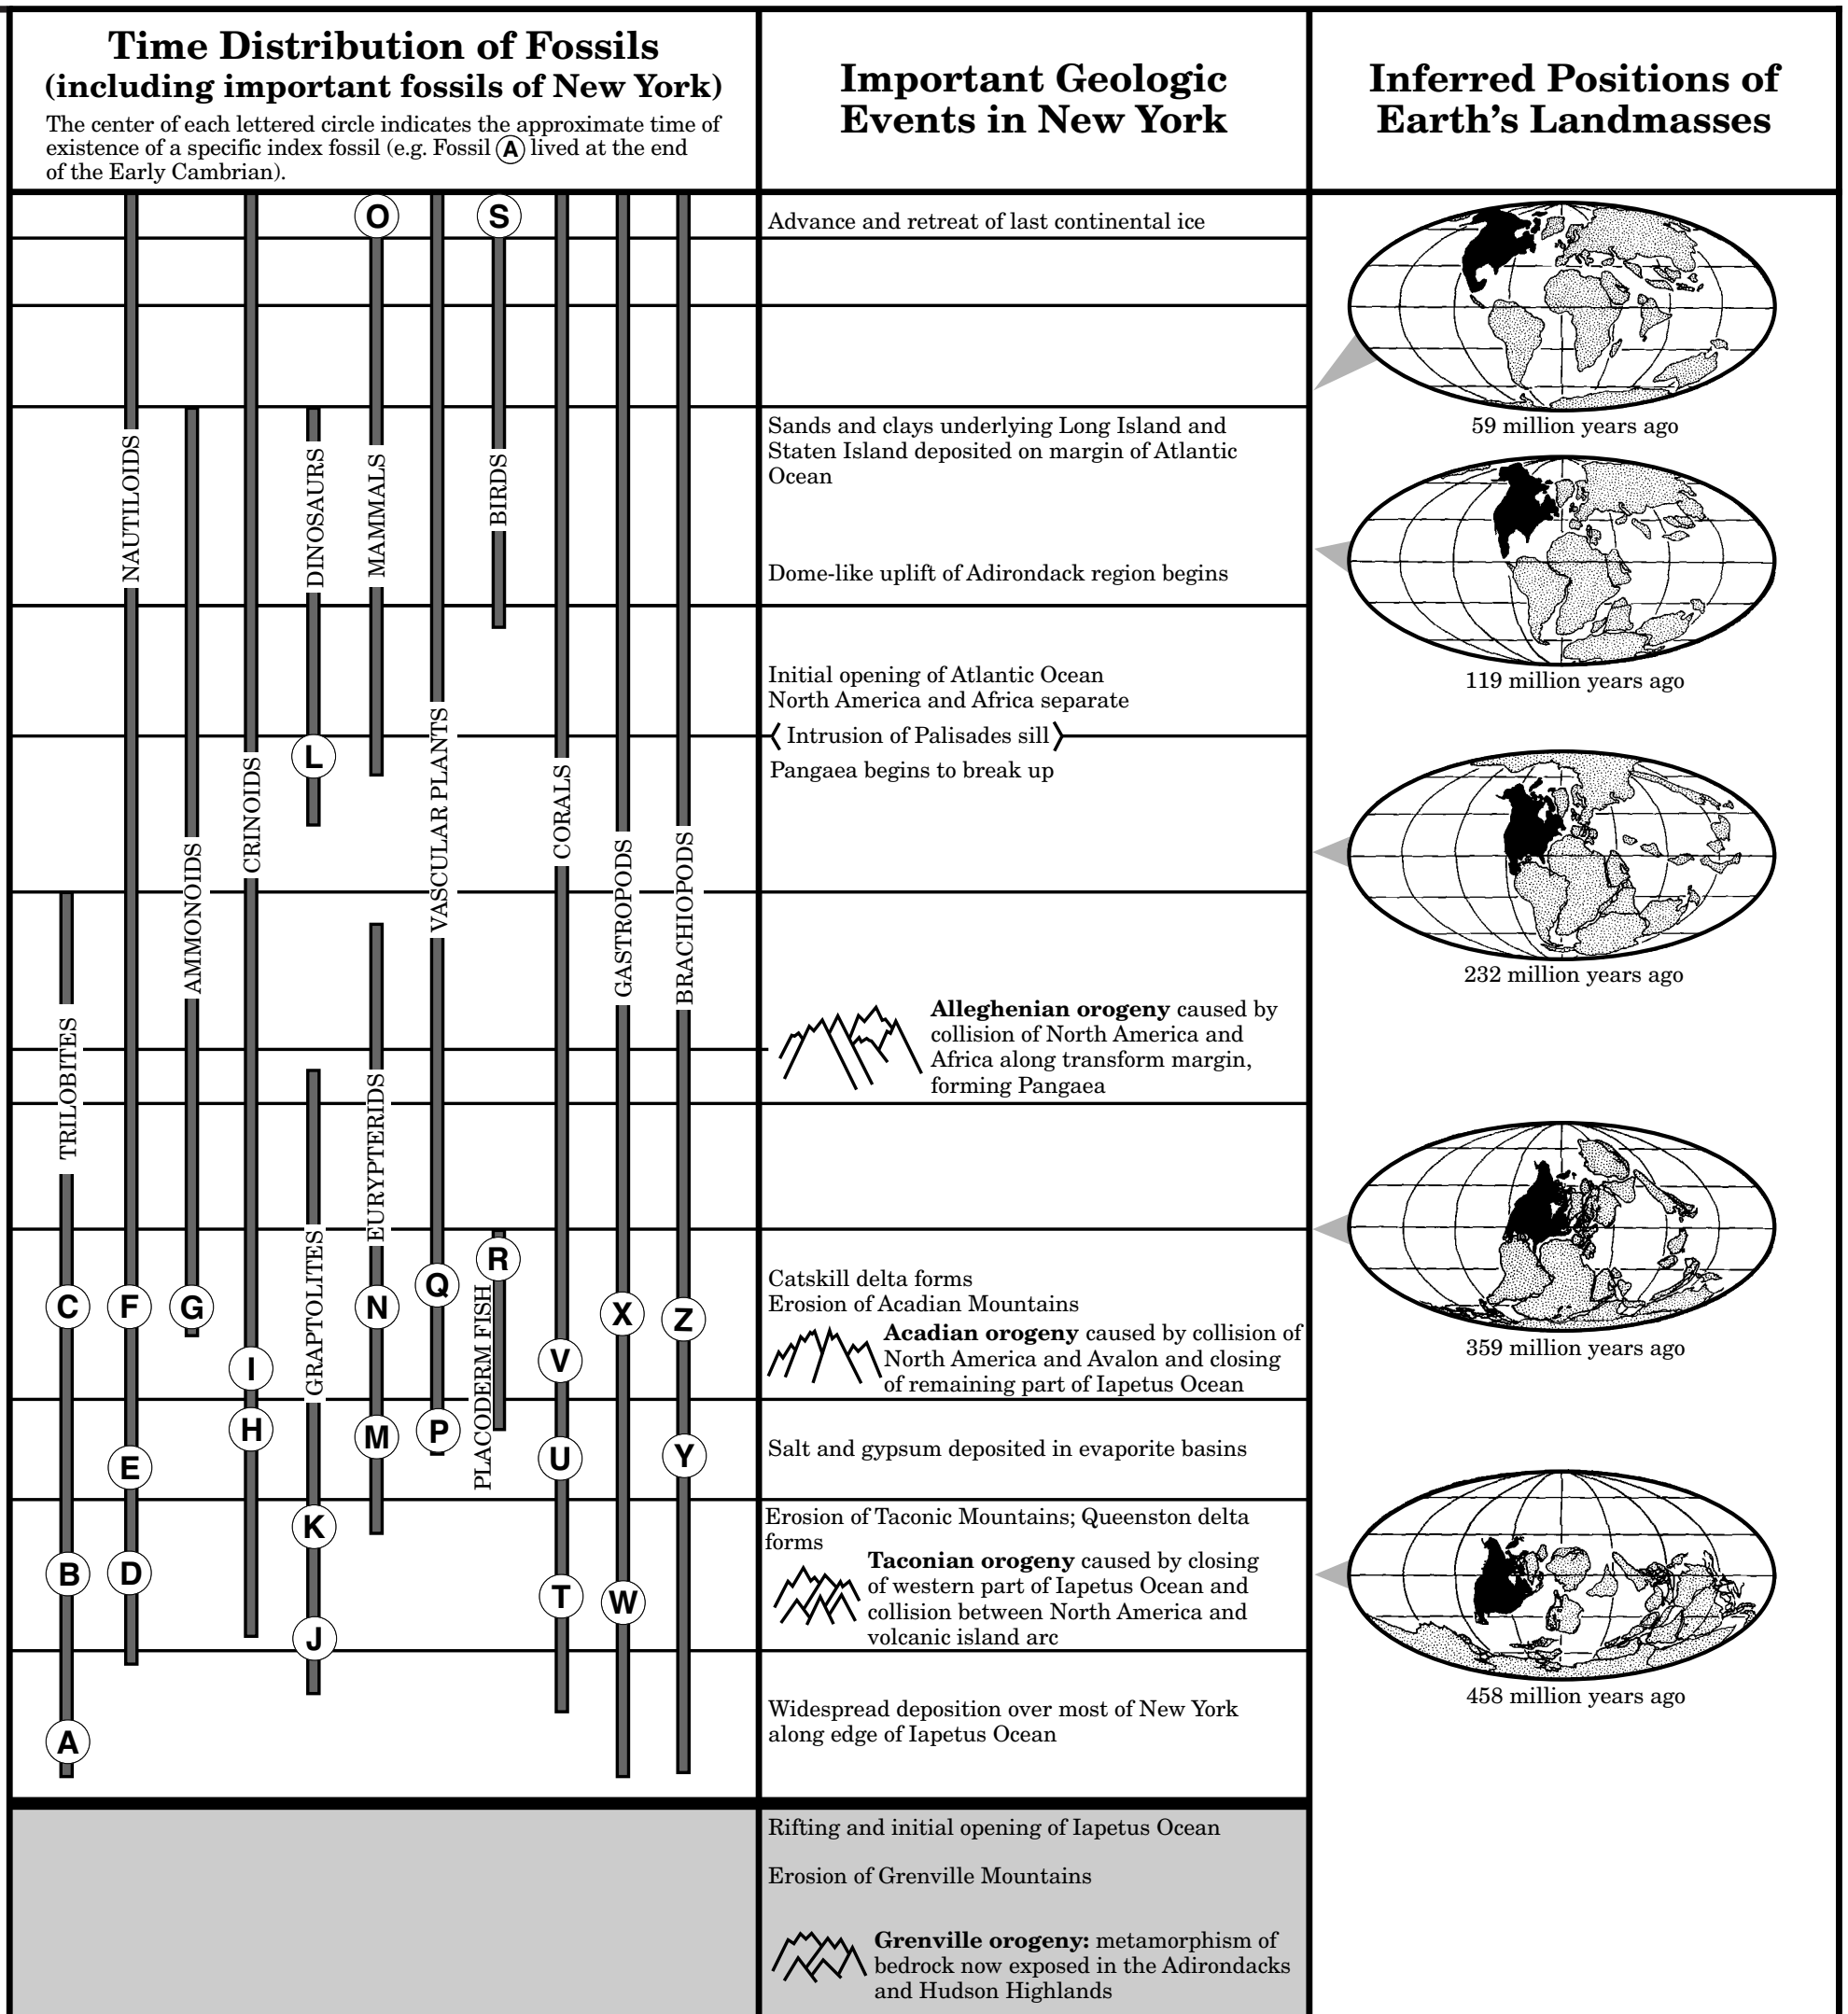 Time Distribution of Fossils
(including important fossils of New York)
The center of each lettered circle indicates the approximate time of
existence of a specific index fossil (e.g. Fossil A lived at the end
of the Early Cambrian).
Important Geologic
Events in New York
Inferred Positions of
Earth's Landmasses
O
S
NAUTILOIDS
DINOSAURS
MAMMALS
BIRDS
L
CRINOIDS
VASCULAR PLANTS
CORALS
AMMONOIDS
GASTROPODS
BRACHIOPODS
TRILOBITES
EURYPTERIDS
GRAPTOLITES
PLACODERM FISH
R
Q
C
F
G
N
X
Z
V
I
H
M
P
U
Y
E
K
B
D
T
W
J
A
Advance and retreat of last continental ice
Sands and clays underlying Long Island and
Staten Island deposited on margin of Atlantic
Ocean
Dome-like uplift of Adirondack region begins
Initial opening of Atlantic Ocean
North America and Africa separate
Intrusion of Palisades sill
Pangaea begins to break up
Alleghenian orogeny caused by
collision of North America and
Africa along transform margin,
forming Pangaea
Catskill delta forms
Erosion of Acadian Mountains
Acadian orogeny caused by collision of
North America and Avalon and closing
of remaining part of Iapetus Ocean
Salt and gypsum deposited in evaporite basins
Erosion of Taconic Mountains; Queenston delta
forms
Taconian orogeny caused by closing
of western part of Iapetus Ocean and
collision between North America and
volcanic island arc
Widespread deposition over most of New York
along edge of Iapetus Ocean
Rifting and initial opening of Iapetus Ocean
Erosion of Grenville Mountains
Grenville orogeny: metamorphism of
bedrock now exposed in the Adirondacks
and Hudson Highlands
59 million years ago
119 million years ago
232 million years ago
359 million years ago
458 million years ago